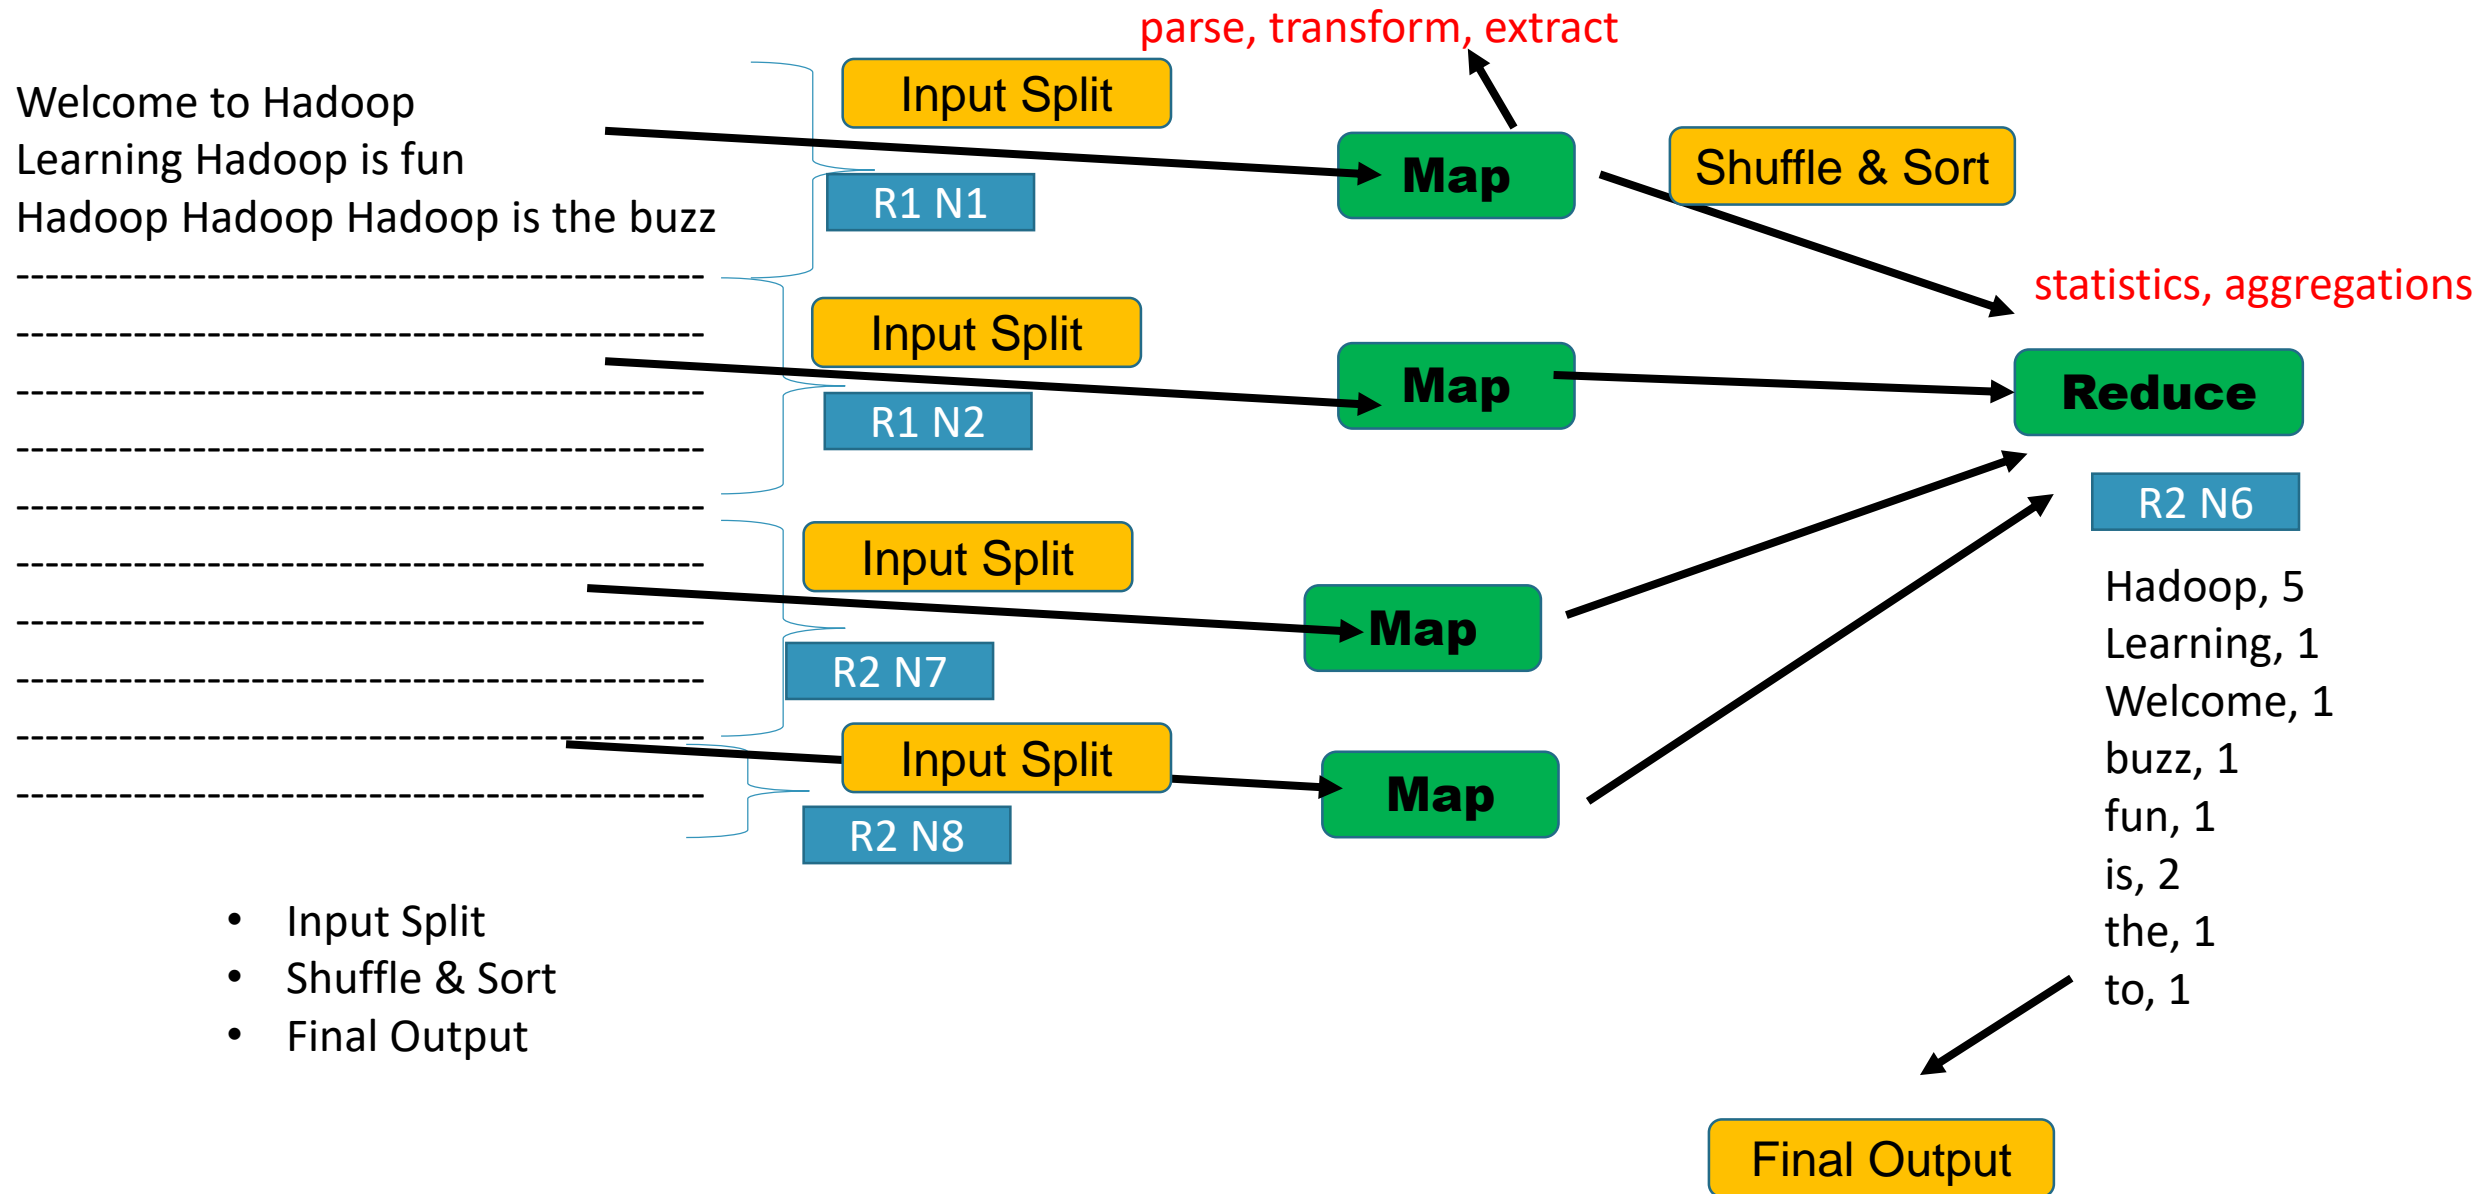 parse, transform, extract
Welcome to Hadoop
Learning Hadoop is fun
Hadoop Hadoop Hadoop is the buzz
-----------------------------------------------
-----------------------------------------------
-----------------------------------------------
-----------------------------------------------
-----------------------------------------------
-----------------------------------------------
-----------------------------------------------
-----------------------------------------------
-----------------------------------------------
-----------------------------------------------
Input Split
R1 N1
Map
Shuffle & Sort
statistics, aggregations
Input Split
R1 N2
Map
Reduce
R2 N6
Input Split
R2 N7
Map
Input Split
R2 N8
Map
Hadoop, 5
Learning, 1
Welcome, 1
buzz, 1
fun, 1
is, 2
the, 1
to, 1
• Input Split
• Shuffle & Sort
• Final Output
Final Output